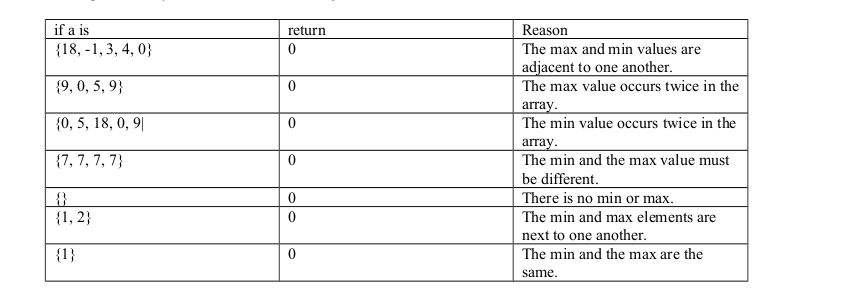 if a is return Reason
{18, -1, 3, 4, 0} 0 The max and min values are
adjacent to one another.
{9, 0, 5, 9} 0 The max value occurs twice in the
array.
{0, 5, 18, 0, 9| 0 The min value occurs twice in the
array.
{7, 7, 7, 7} 0 The min and the max value must
be different.
{} 0 There is no min or max.
{1, 2} 0 The min and max elements are
next to one another.
{1} 0 The min and the max are the
same.